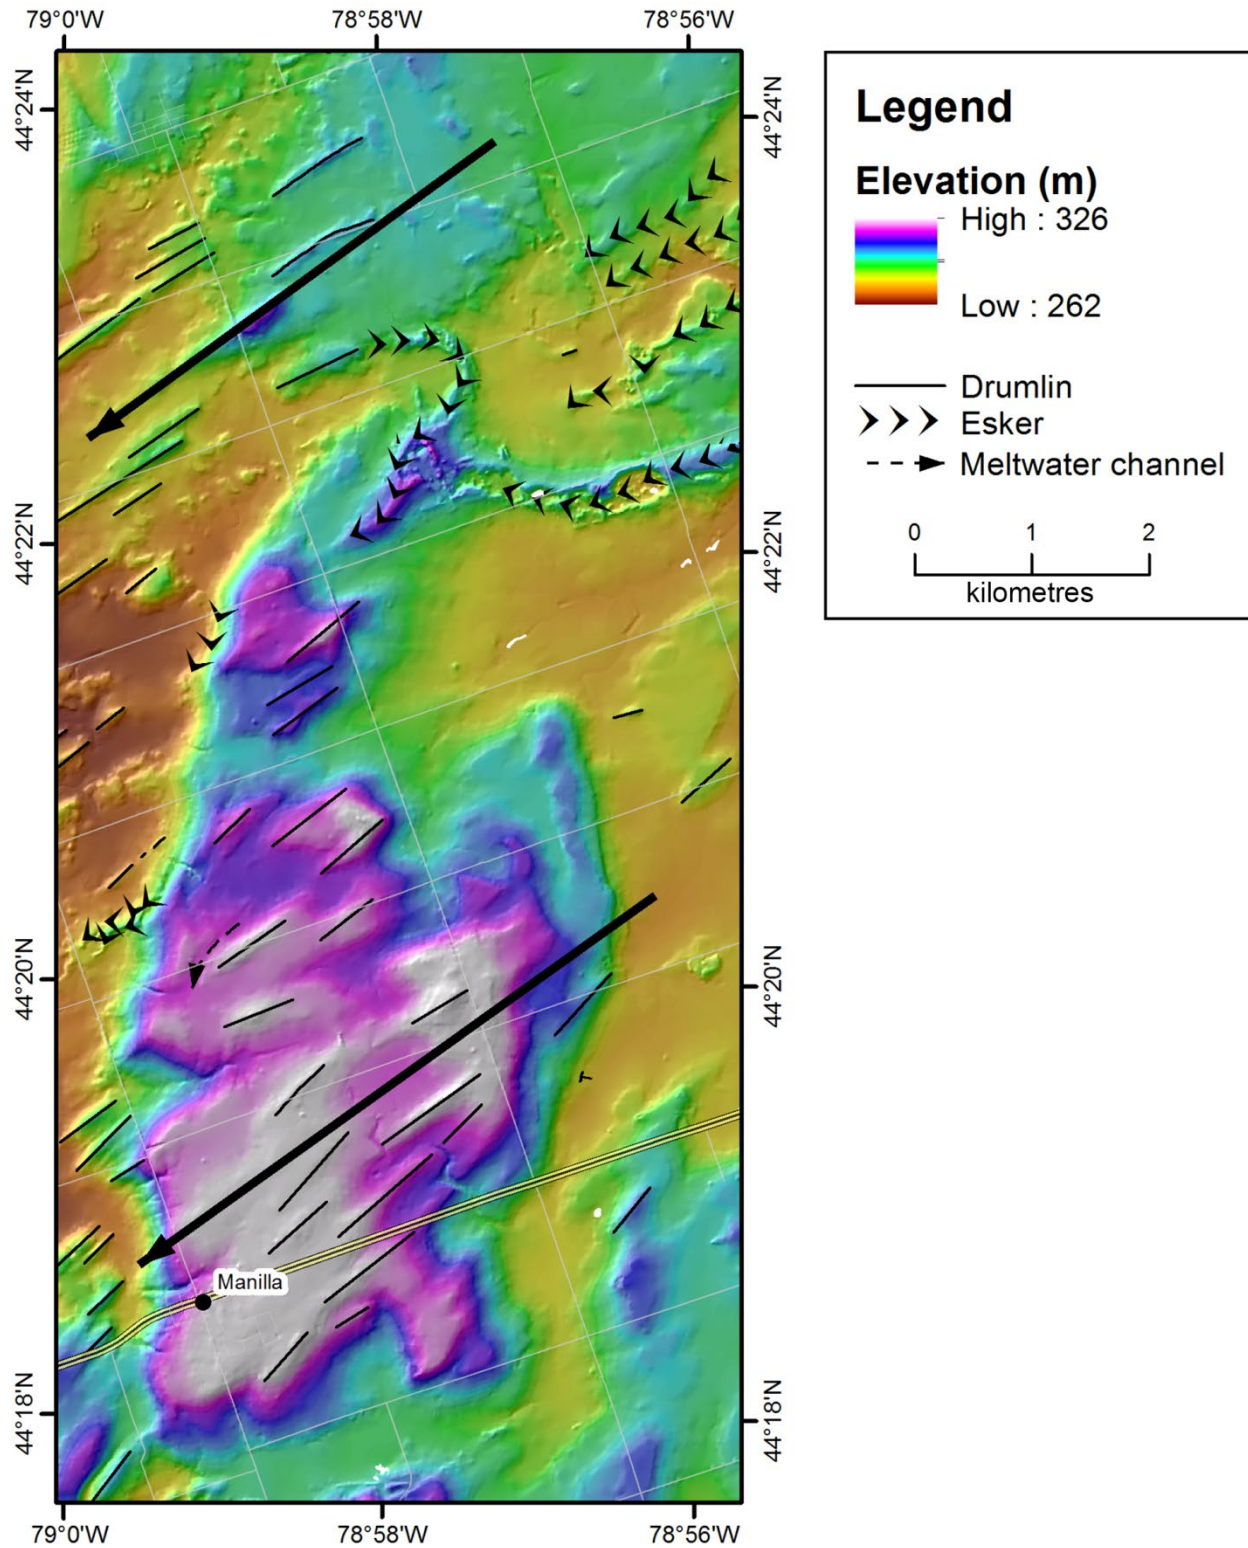 79°0'W
78°58'W
78°56'W
44°24'N
44°24'N
44°22'N
44°22'N
44°20'N
44°20'N
44°18'N
44°18'N
Manilla
79°0'W
78°58'W
78°56'W
Legend
Elevation (m)
High : 326
Low : 262
Drumlin
Esker
Meltwater channel
0 1 2
kilometres